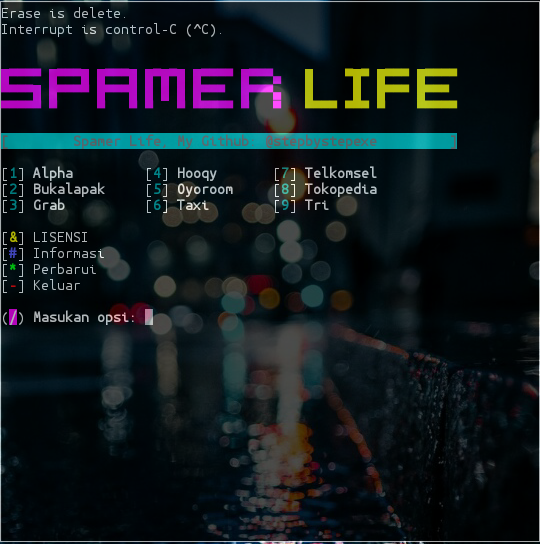 Erase is delete.
Interrupt is control-C (^C).
SPAMER LIFE
[ Spamer Life, My Github: @stepbystepexe ]
[1] Alpha [4] Hooqy [7] Telkomsel
[2] Bukalapak [5] Oyoroom [8] Tokopedia
[3] Grab [6] Taxi [9] Tri
[&] LISENSI
[#] Informasi
[*] Perbarui
[-] Keluar
(/) Masukan opsi: